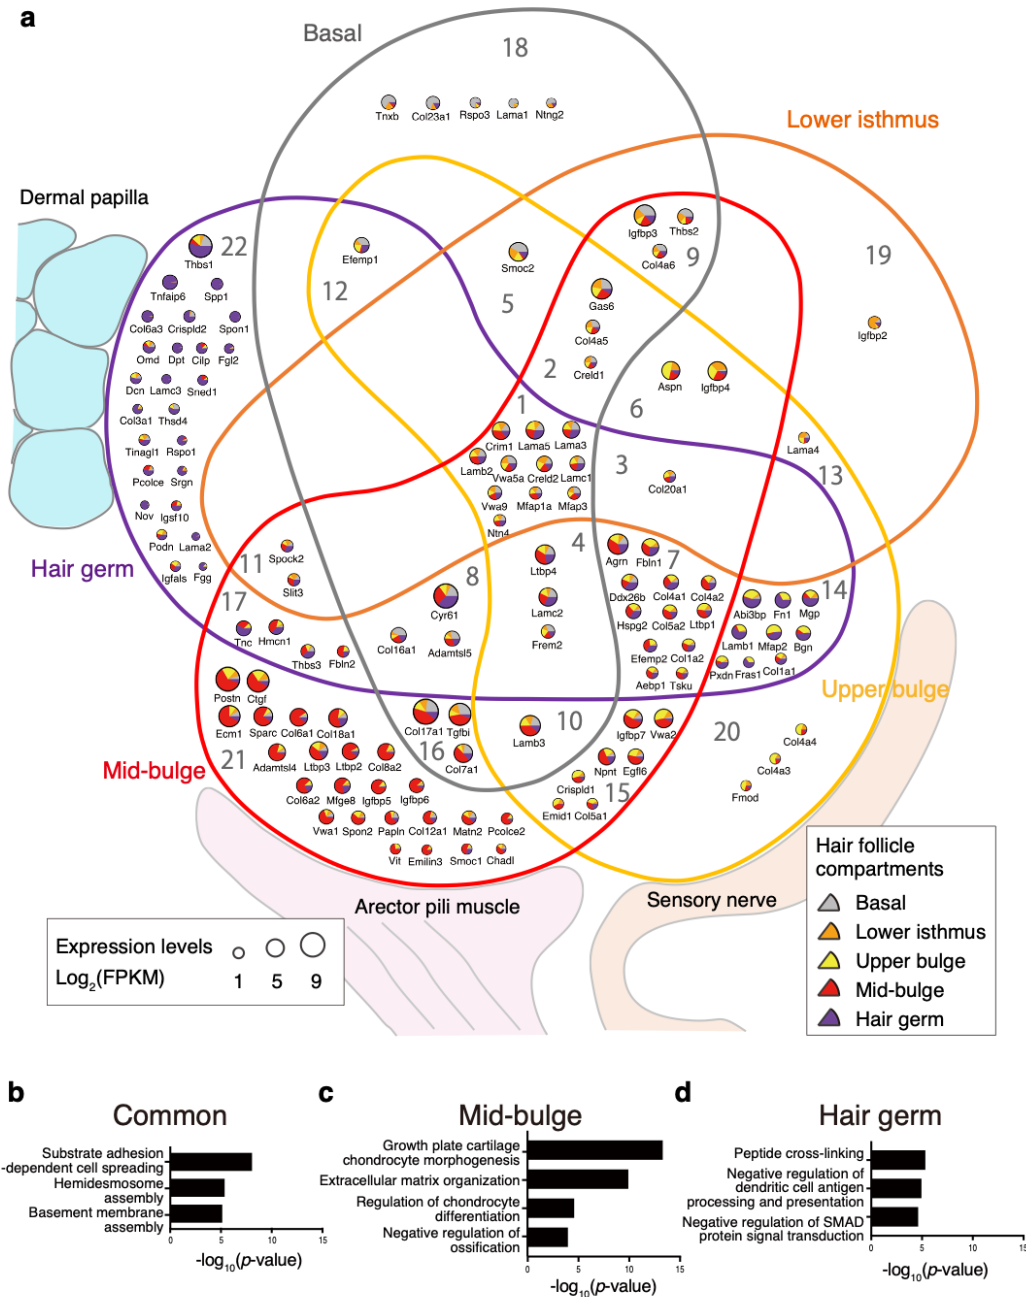 a
Basal
18
Tnxb Col23a1 Rspo3 Lama1 Ntng2
Lower isthmus
Dermal papilla
22
Thbs1
Tnfaip6 Spp1
Col6a3 Crispld2 Spon1
Omd Dpt Cilp Fgl2
Dcn Lamc3 Sned1
Col3a1 Thsd4
Tinagl1 Rspo1
Pcolce Srgn
Nov Igsf10
Podn Lama2
Igfals Fgg
Hair germ
12
Efemp1
Smoc2
5
Igfbp3 Thbs2
Col4a6
9
19
Igfbp2
Gas6
Col4a5
Creld1
2
Aspn Igfbp4
6
1
Crim1 Lama5 Lama3
Lamb2 Vwa5a Creld2 Lamc1
Vwa9 Mfap1a Mfap3
Ntn4
3
Col20a1
Lama4
13
11
Spock2
Slit3
17
Tnc Hmcn1
Thbs3 Fbln2
8
Cyr61
Col16a1 Adamtsl5
4
Ltbp4
Lamc2
Frem2
Agrn Fbln1
7
Ddx26b Col4a1 Col4a2
Hspg2 Col5a2 Ltbp1
Efemp2 Col1a2
Aebp1 Tsku
14
Abi3bp Fn1 Mgp
Lamb1 Mfap2 Bgn
Pxdn Fras1 Col1a1
Upper bulge
Postn Ctgf
Ecm1 Sparc Col6a1 Col18a1
21
Adamtsl4 Ltbp3 Ltbp2 Col8a2
Col6a2 Mfge8 Igfbp5 Igfbp6
Vwa1 Spon2 Papln Col12a1 Matn2 Pcolce2
Vit Emilin3 Smoc1 Chadl
Mid-bulge
Col17a1 Tgfbi
16
Col7a1
10
Lamb3
Igfbp7 Vwa2
Npnt Egfl6
Crispld1
15
Emid1 Col5a1
20
Col4a4
Col4a3
Fmod
Arector pili muscle
Sensory nerve
Expression levels
Log2(FPKM)
1 5 9
Hair follicle
compartments
Basal
Lower isthmus
Upper bulge
Mid-bulge
Hair germ
b
Common
Substrate adhesion
-dependent cell spreading
Hemidesmosome
assembly
Basement membrane
assembly
0 5 10 15
-log10(p-value)
c
Mid-bulge
Growth plate cartilage
chondrocyte morphogenesis
Extracellular matrix organization
Regulation of chondrocyte
differentiation
Negative regulation of
ossification
0 5 10 15
-log10(p-value)
d
Hair germ
Peptide cross-linking
Negative regulation of
dendritic cell antigen
processing and presentation
Negative regulation of SMAD
protein signal transduction
0 5 10 15
-log10(p-value)